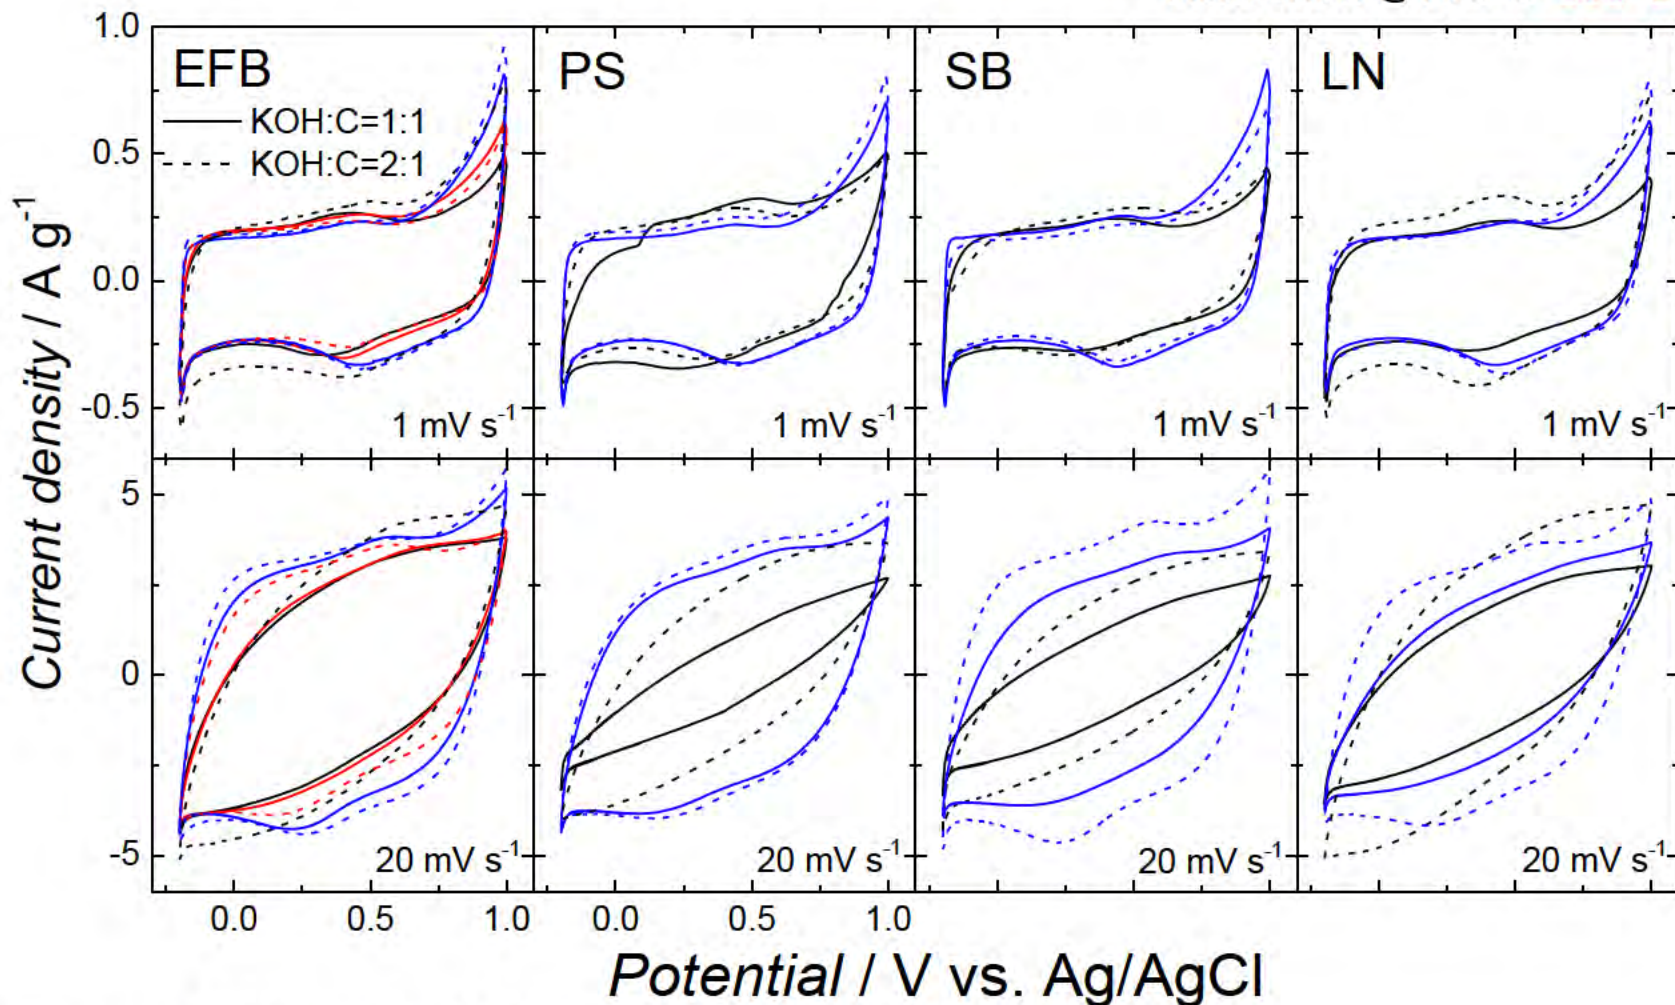 1.0
EFB
PS
SB
LN
KOH:C=1:1
KOH:C=2:1
0.5
0.0
-0.5
1 mV s⁻¹
1 mV s⁻¹
1 mV s⁻¹
1 mV s⁻¹
Current density / A g⁻¹
5
0
-5
20 mV s⁻¹
20 mV s⁻¹
20 mV s⁻¹
20 mV s⁻¹
0.0 0.5 1.0
0.0 0.5 1.0
Potential / V vs. Ag/AgCl